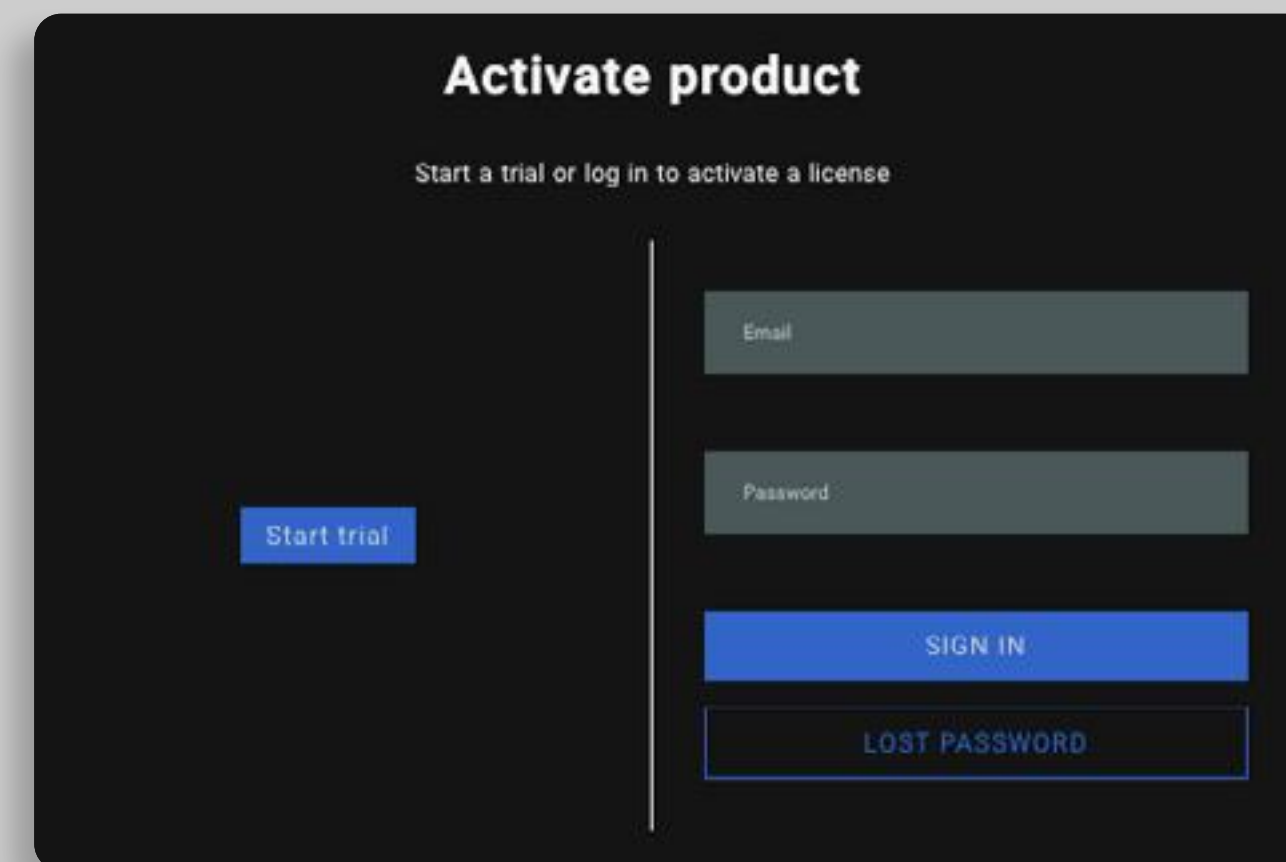 Activate product
Start a trial or log in to activate a license
Start trial
Email
Password
SIGN IN
LOST PASSWORD